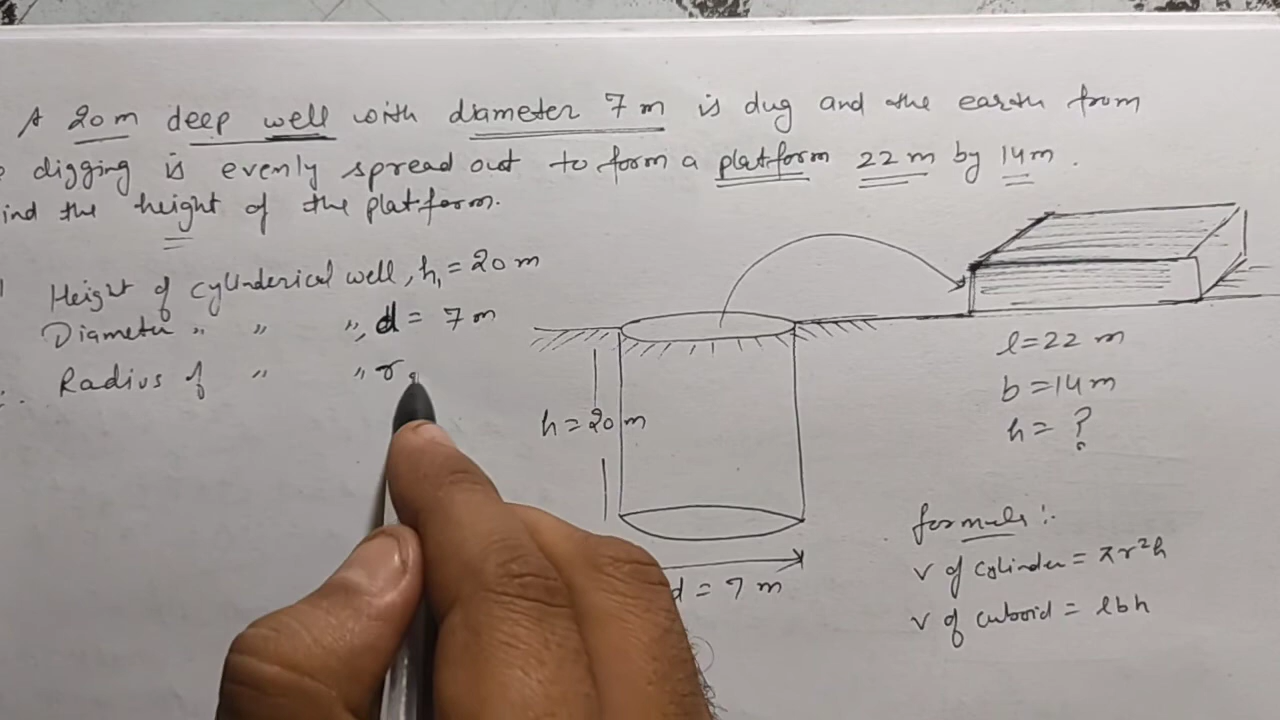 A 20m deep well with diameter 7 m is dug and the earth from
digging is evenly spread out to form a platform 22 m by 14 m.
ind the height of the platform.
Height of cylinderical well, h₁ = 20 m
Diameter " " ", d = 7 m
Radius of " " r
h = 20 m
d = 7 m
l = 22 m
b = 14 m
h = ?
formula :-
V of cylinder = πr²h
V of cuboid = lbh